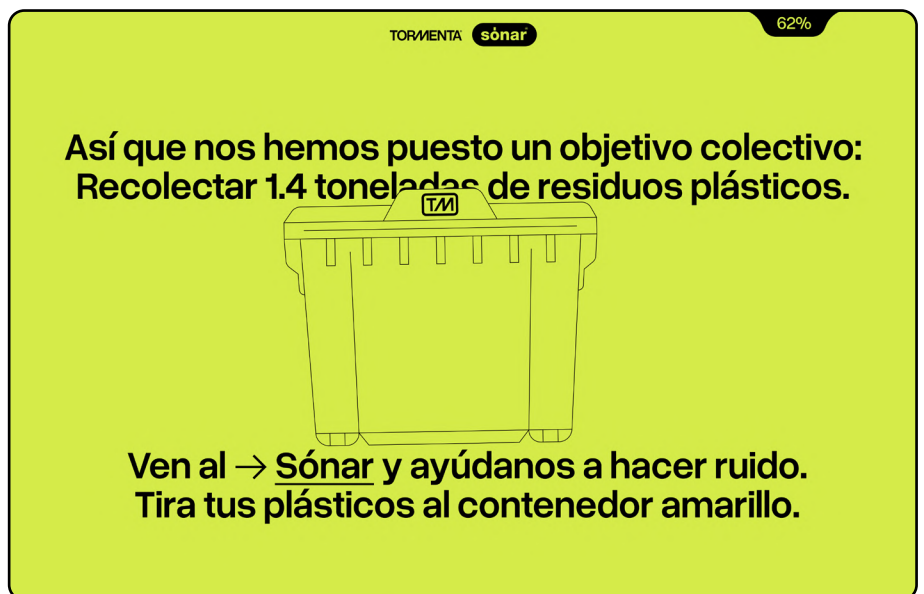 TORMENTA sónar
62%
Así que nos hemos puesto un objetivo colectivo:
Recolectar 1.4 toneladas de residuos plásticos.
TM
Ven al → Sónar y ayúdanos a hacer ruido.
Tira tus plásticos al contenedor amarillo.